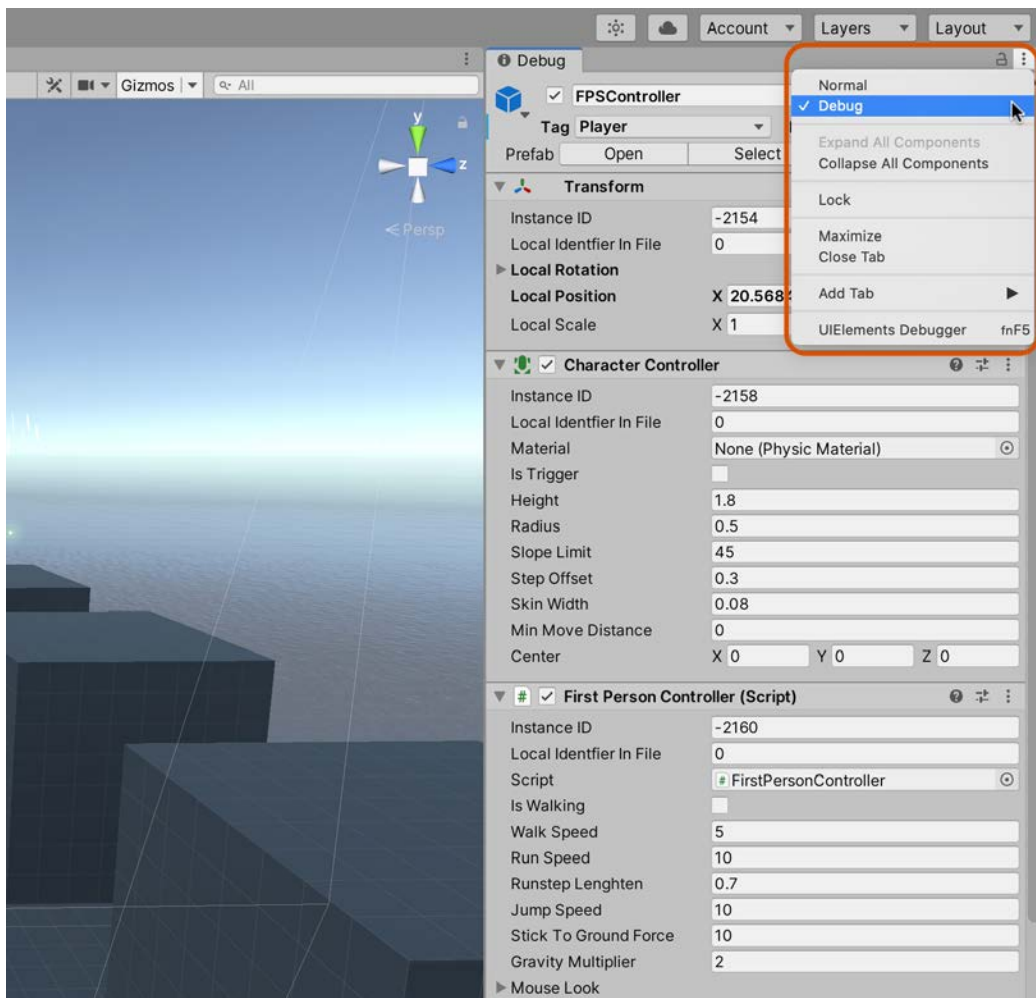 Account Layers Layout
Debug
Gizmos All
Normal
Debug
Expand All Components
Collapse All Components
Lock
Maximize
Close Tab
Add Tab
UIElements Debugger fnF5
FPSController
Tag Player
Prefab Open Select
y
z
Persp
Transform
Instance ID -2154
Local Identfier In File 0
Local Rotation
Local Position X 20.568
Local Scale X 1
Character Controller
Instance ID -2158
Local Identfier In File 0
Material None (Physic Material)
Is Trigger
Height 1.8
Radius 0.5
Slope Limit 45
Step Offset 0.3
Skin Width 0.08
Min Move Distance 0
Center X 0 Y 0 Z 0
# First Person Controller (Script)
Instance ID -2160
Local Identfier In File 0
Script # FirstPersonController
Is Walking
Walk Speed 5
Run Speed 10
Runstep Lenghten 0.7
Jump Speed 10
Stick To Ground Force 10
Gravity Multiplier 2
Mouse Look